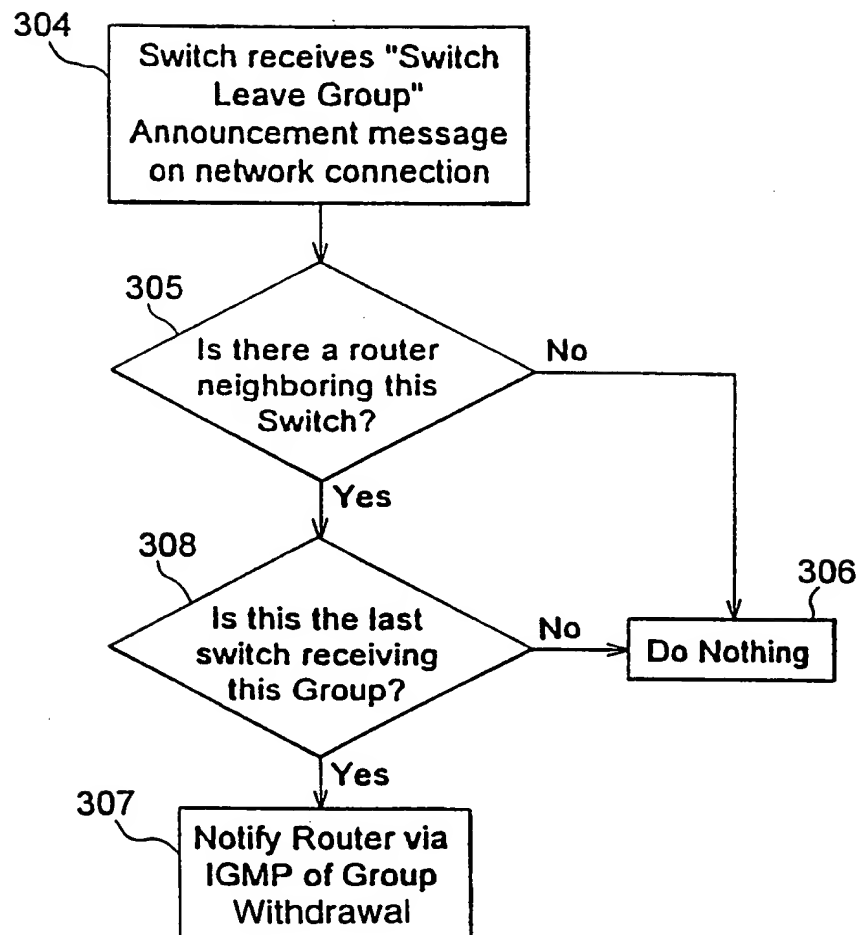 304
Switch receives "Switch
Leave Group"
Announcement message
on network connection
305
Is there a router
neighboring this
Switch?
No
Yes
308
Is this the last
switch receiving
this Group?
No
306
Do Nothing
Yes
307
Notify Router via
IGMP of Group
Withdrawal